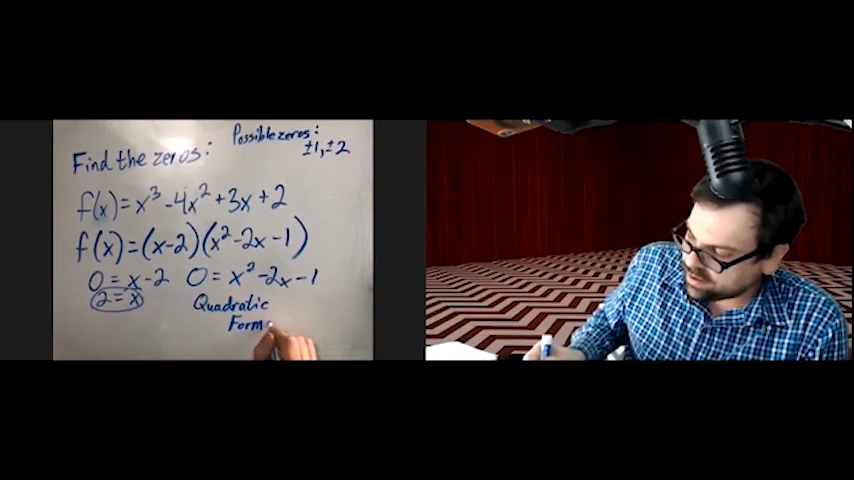 Possible zeros:
±1, ±2
Find the zeros:
f(x) = x³ -4x² +3x +2
f(x) = (x-2)(x² -2x -1)
0 = x -2 0 = x² -2x -1
2 = x Quadratic
Form